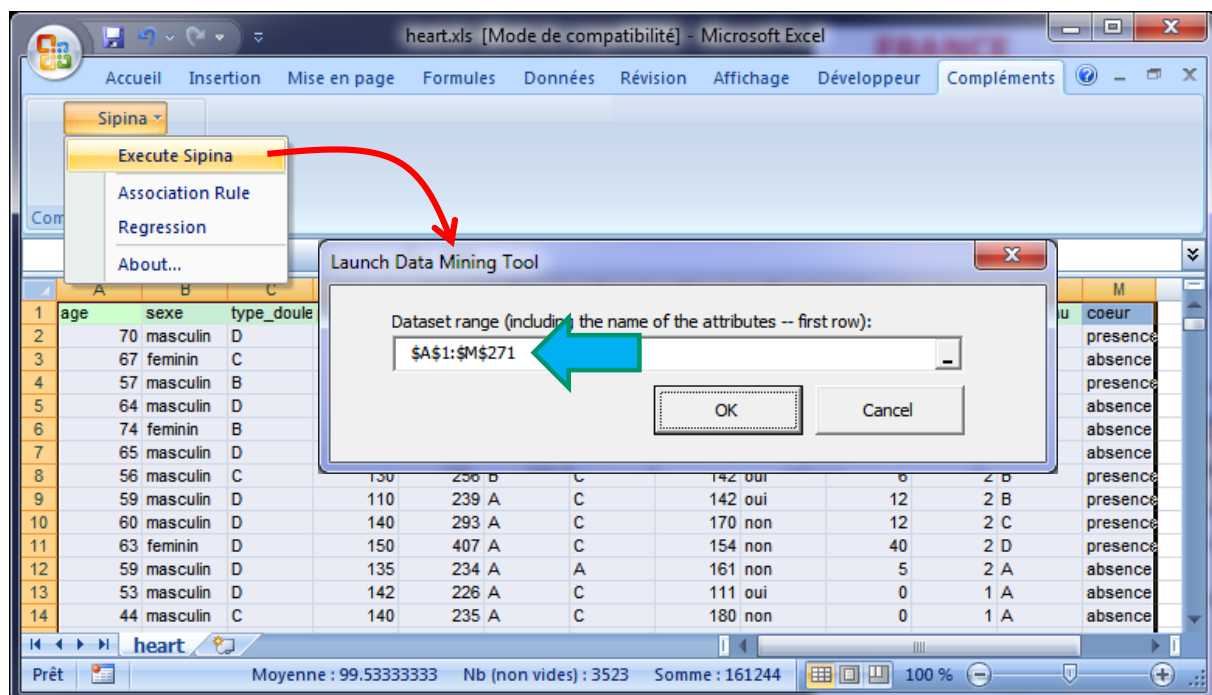 heart.xls [Mode de compatibilité] - Microsoft Excel
FRANCE
Accueil Insertion Mise en page Formules Données Révision Affichage Développeur Compléments
Sipina
Execute Sipina
Association Rule
Regression
About...
Com
Launch Data Mining Tool
Dataset range (including the name of the attributes -- first row):
$A$1:$M$271
OK Cancel
A B C M
1 age sexe type_doule au coeur
2 70 masculin D presence
3 67 feminin C absence
4 57 masculin B presence
5 64 masculin D absence
6 74 feminin B absence
7 65 masculin D absence
8 56 masculin C 130 256 B C 142 oui 6 2 B presence
9 59 masculin D 110 239 A C 142 oui 12 2 B presence
10 60 masculin D 140 293 A C 170 non 12 2 C presence
11 63 feminin D 150 407 A C 154 non 40 2 D presence
12 59 masculin D 135 234 A A 161 non 5 2 A absence
13 53 masculin D 142 226 A C 111 oui 0 1 A absence
14 44 masculin C 140 235 A C 180 non 0 1 A absence
heart
Prêt Moyenne : 99.53333333 Nb (non vides) : 3523 Somme : 161244 100 %